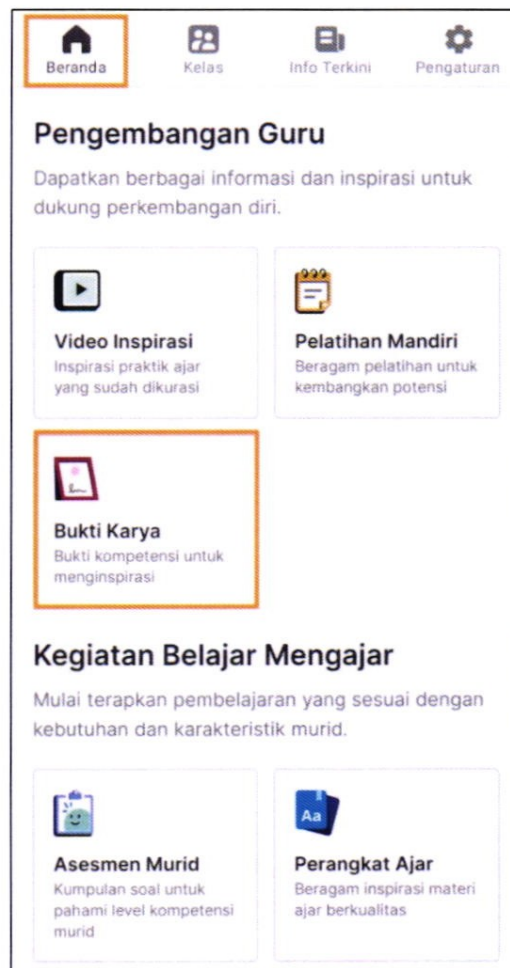 Beranda
Kelas
Info Terkini
Pengaturan
Pengembangan Guru
Dapatkan berbagai informasi dan inspirasi untuk
dukung perkembangan diri.
Video Inspirasi
Inspirasi praktik ajar
yang sudah dikurasi
Pelatihan Mandiri
Beragam pelatihan untuk
kembangkan potensi
Bukti Karya
Bukti kompetensi untuk
menginspirasi
Kegiatan Belajar Mengajar
Mulai terapkan pembelajaran yang sesuai dengan
kebutuhan dan karakteristik murid.
Asesmen Murid
Kumpulan soal untuk
pahami level kompetensi
murid
Aa
Perangkat Ajar
Beragam inspirasi materi
ajar berkualitas